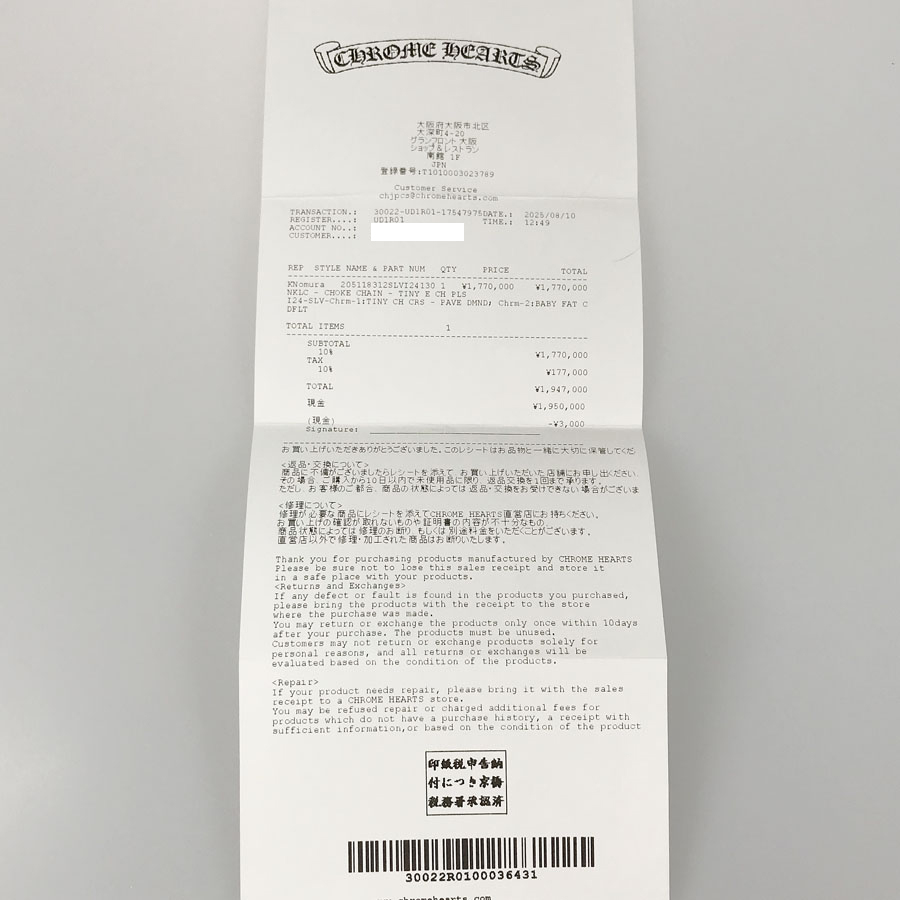 CHROME HEARTS
大阪府大阪市北区
大深町4-20
グランフロント大阪
ショップ&レストラン
南館 1F
JPN
登録番号:T1010003023789
Customer Service
chjpcs@chromehearts.com
TRANSACTION.: 30022-UD1R01-17547975DATE.: 2025/08/10
REGISTER....: UD1R01 TIME.: 12:49
ACCOUNT NO..:
CUSTOMER....:
REP STYLE NAME & PART NUM QTY PRICE TOTAL
KNomura 205118312SLVI24130 1 ¥1,770,000 ¥1,770,000
NKLC - CHOKE CHAIN - TINY E CH PLS
I24-SLV-Chrm-1:TINY CH CRS - PAVE DMND; Chrm-2:BABY FAT C
DFLT
TOTAL ITEMS 1
SUBTOTAL
10% ¥1,770,000
TAX
10% ¥177,000
TOTAL ¥1,947,000
現金 ¥1,950,000
(現金) -¥3,000
Signature:
お買い上げいただきありがとうございました。このレシートはお品物と一緒に大切に保管してくだ
<返品・交換について>
商品に不備がございましたらレシートを添えて、お買い上げいただいた店舗にお申し出ください
その場合、ご購入から10日以内で未使用品に限り、返品交換を1回まで承ります。
ただし、お客様のご都合、商品の状態によっては返品・交換をお受けできない場合がございま
<修理について>
修理が必要な商品にレシートを添えてCHROME HEARTS直営店にお持ちください。
お買い上げの確認が取れないものや証明書の内容が不十分なもの、
商品状態によっては修理のお断り、もしくは別途料金をいただくことがございます。
直営店以外で修理・加工された商品はお断りいたします。
Thank you for purchasing products manufactured by CHROME HEARTS
Please be sure not to lose this sales receipt and store it
in a safe place with your products.
<Returns and Exchanges>
If any defect or fault is found in the products you purchased,
please bring the products with the receipt to the store
where the purchase was made.
You may return or exchange the products only once within 10days
after your purchase. The products must be unused.
Customers may not return or exchange products solely for
personal reasons, and all returns or exchanges will be
evaluated based on the condition of the products.
<Repair>
If your product needs repair, please bring it with the sales
receipt to a CHROME HEARTS store.
You may be refused repair or charged additional fees for
products which do not have a purchase history, a receipt with
sufficient information,or based on the condition of the product
印紙税申告納
付につき京橋
税務署承認済
30022R0100036431